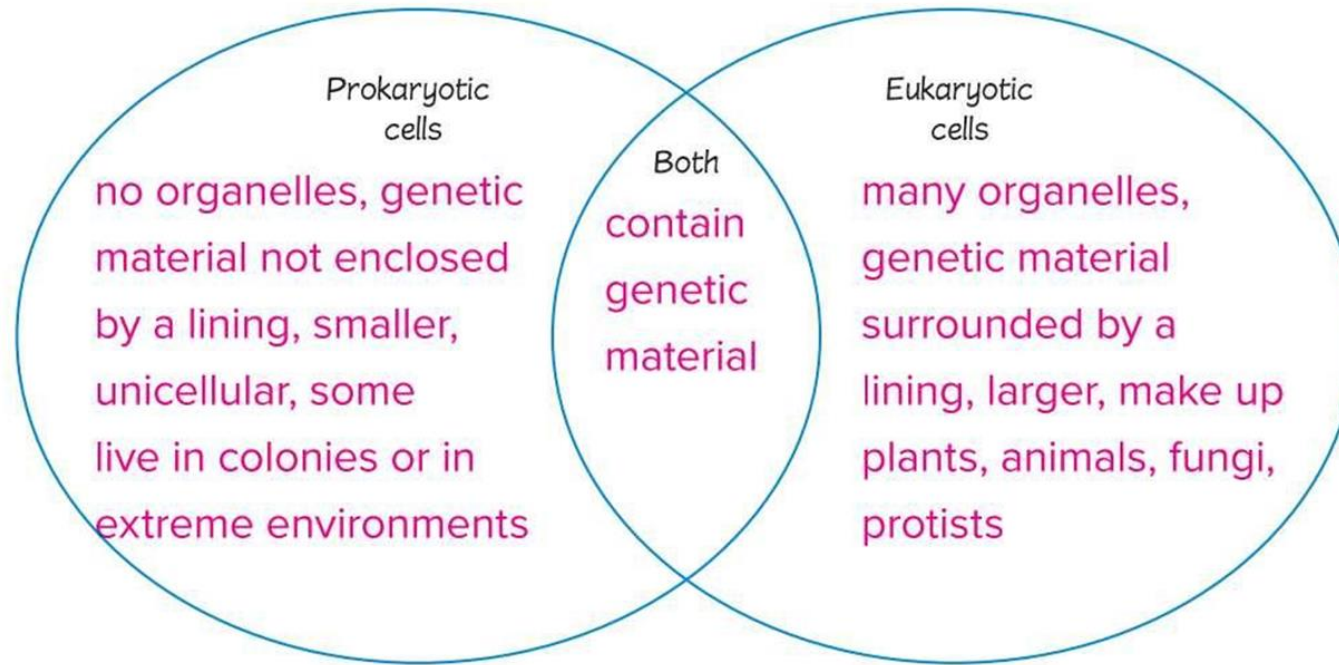 Prokaryotic
cells
no organelles, genetic
material not enclosed
by a lining, smaller,
unicellular, some
live in colonies or in
extreme environments
Both
contain
genetic
material
Eukaryotic
cells
many organelles,
genetic material
surrounded by a
lining, larger, make up
plants, animals, fungi,
protists